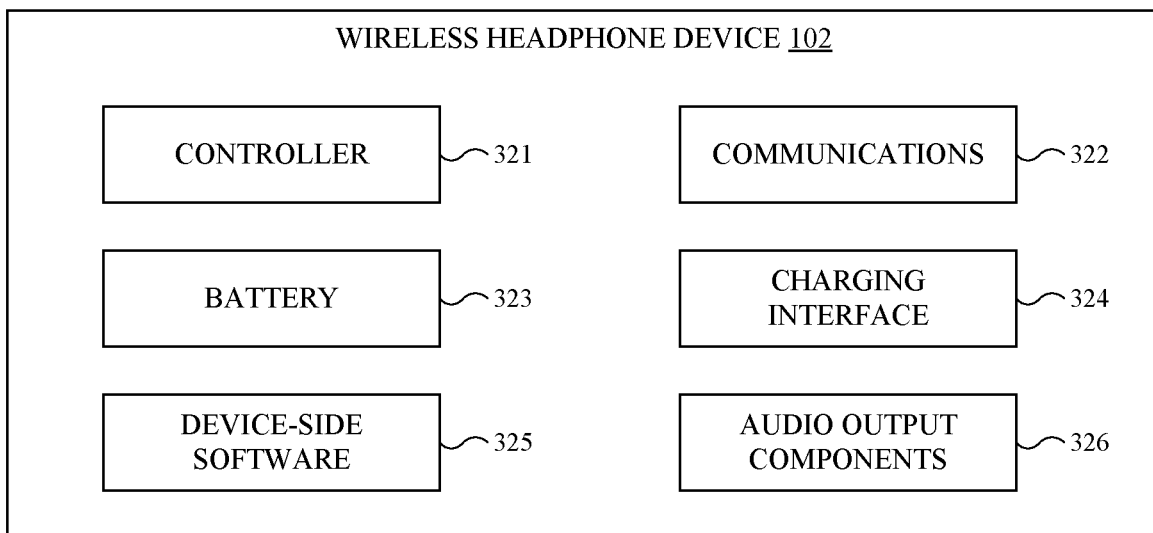 WIRELESS HEADPHONE DEVICE 102
CONTROLLER
321
COMMUNICATIONS
322
BATTERY
323
CHARGING
INTERFACE
324
DEVICE-SIDE
SOFTWARE
325
AUDIO OUTPUT
COMPONENTS
326